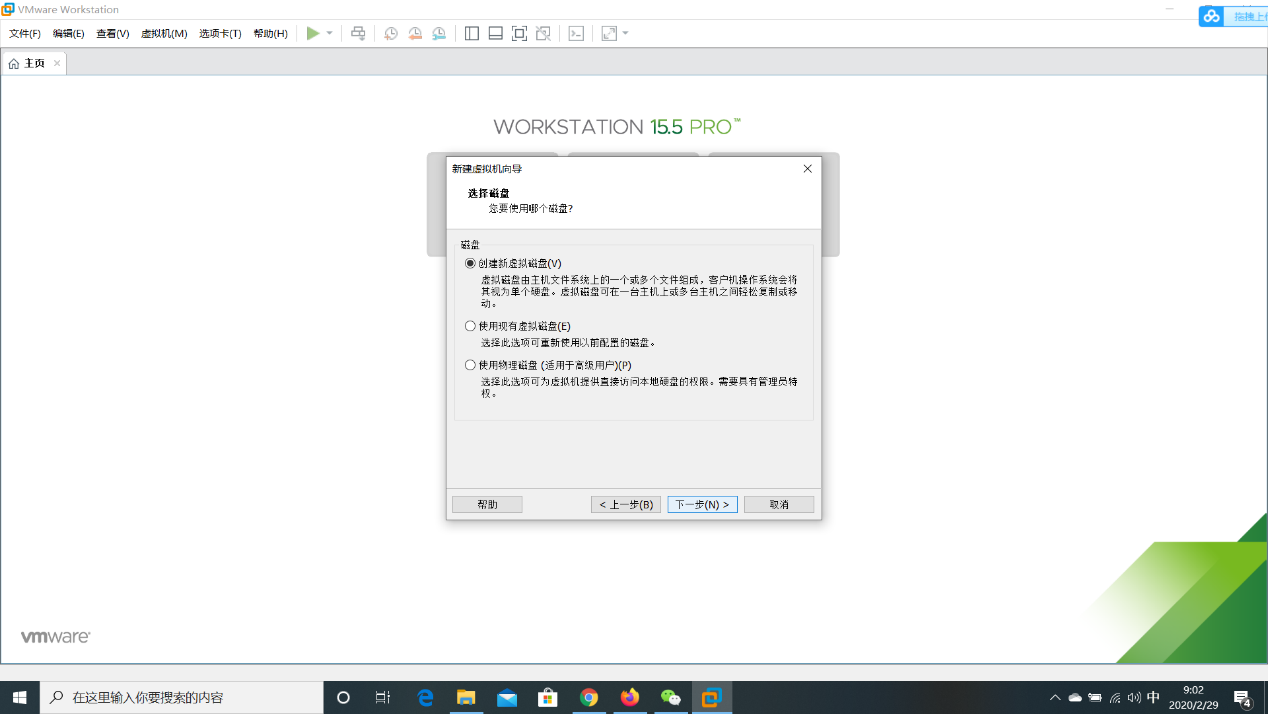 VMware Workstation
拖拽上
文件(F) 编辑(E) 查看(V) 虚拟机(M) 选项卡(T) 帮助(H)
主页
WORKSTATION 15.5 PRO™
新建虚拟机向导
选择磁盘
您要使用哪个磁盘?
磁盘
创建新虚拟磁盘(V)
虚拟磁盘由主机文件系统上的一个或多个文件组成，客户机操作系统会将
其视为单个硬盘。虚拟磁盘可在一台主机上或多台主机之间轻松复制或移
动。
使用现有虚拟磁盘(E)
选择此选项可重新使用以前配置的磁盘。
使用物理磁盘 (适用于高级用户)(P)
选择此选项可为虚拟机提供直接访问本地硬盘的权限。需要具有管理员特
权。
帮助 < 上一步(B) 下一步(N) > 取消
vmware
在这里输入你要搜索的内容
中
9:02
2020/2/29
4